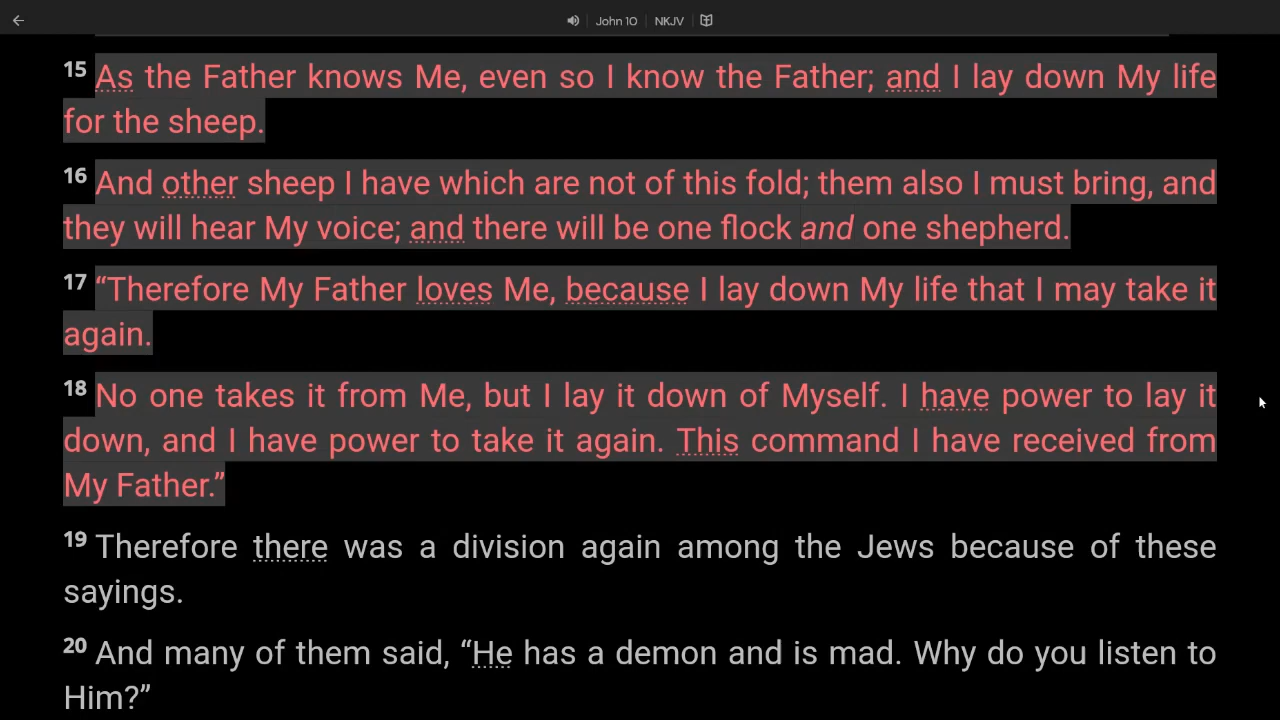 John 10 NKJV
15 As the Father knows Me, even so I know the Father; and I lay down My life
for the sheep.
16 And other sheep I have which are not of this fold; them also I must bring, and
they will hear My voice; and there will be one flock and one shepherd.
17 “Therefore My Father loves Me, because I lay down My life that I may take it
again.
18 No one takes it from Me, but I lay it down of Myself. I have power to lay it
down, and I have power to take it again. This command I have received from
My Father.”
19 Therefore there was a division again among the Jews because of these
sayings.
20 And many of them said, “He has a demon and is mad. Why do you listen to
Him?”